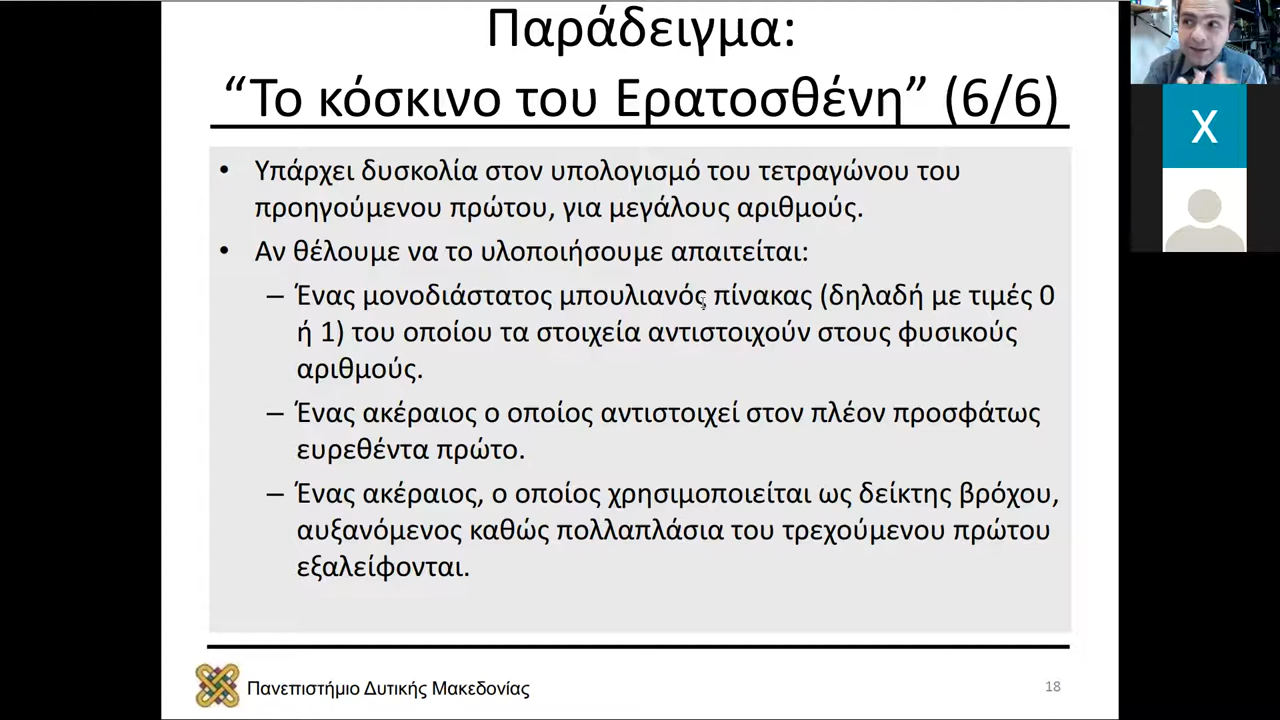 Παράδειγμα:
“Το κόσκινο του Ερατοσθένη” (6/6)
• Υπάρχει δυσκολία στον υπολογισμό του τετραγώνου του
προηγούμενου πρώτου, για μεγάλους αριθμούς.
• Αν θέλουμε να το υλοποιήσουμε απαιτείται:
– Ένας μονοδιάστατος μπουλιανός πίνακας (δηλαδή με τιμές 0
ή 1) του οποίου τα στοιχεία αντιστοιχούν στους φυσικούς
αριθμούς.
– Ένας ακέραιος ο οποίος αντιστοιχεί στον πλέον προσφάτως
ευρεθέντα πρώτο.
– Ένας ακέραιος, ο οποίος χρησιμοποιείται ως δείκτης βρόχου,
αυξανόμενος καθώς πολλαπλάσια του τρεχούμενου πρώτου
εξαλείφονται.
Πανεπιστήμιο Δυτικής Μακεδονίας
18
X